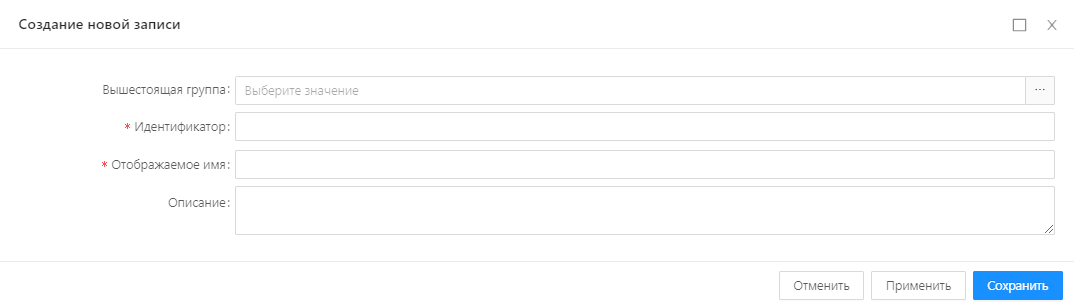 Создание новой записи
Вышестоящая группа: Выберите значение ...
* Идентификатор:
* Отображаемое имя:
Описание:
Отменить Применить Сохранить